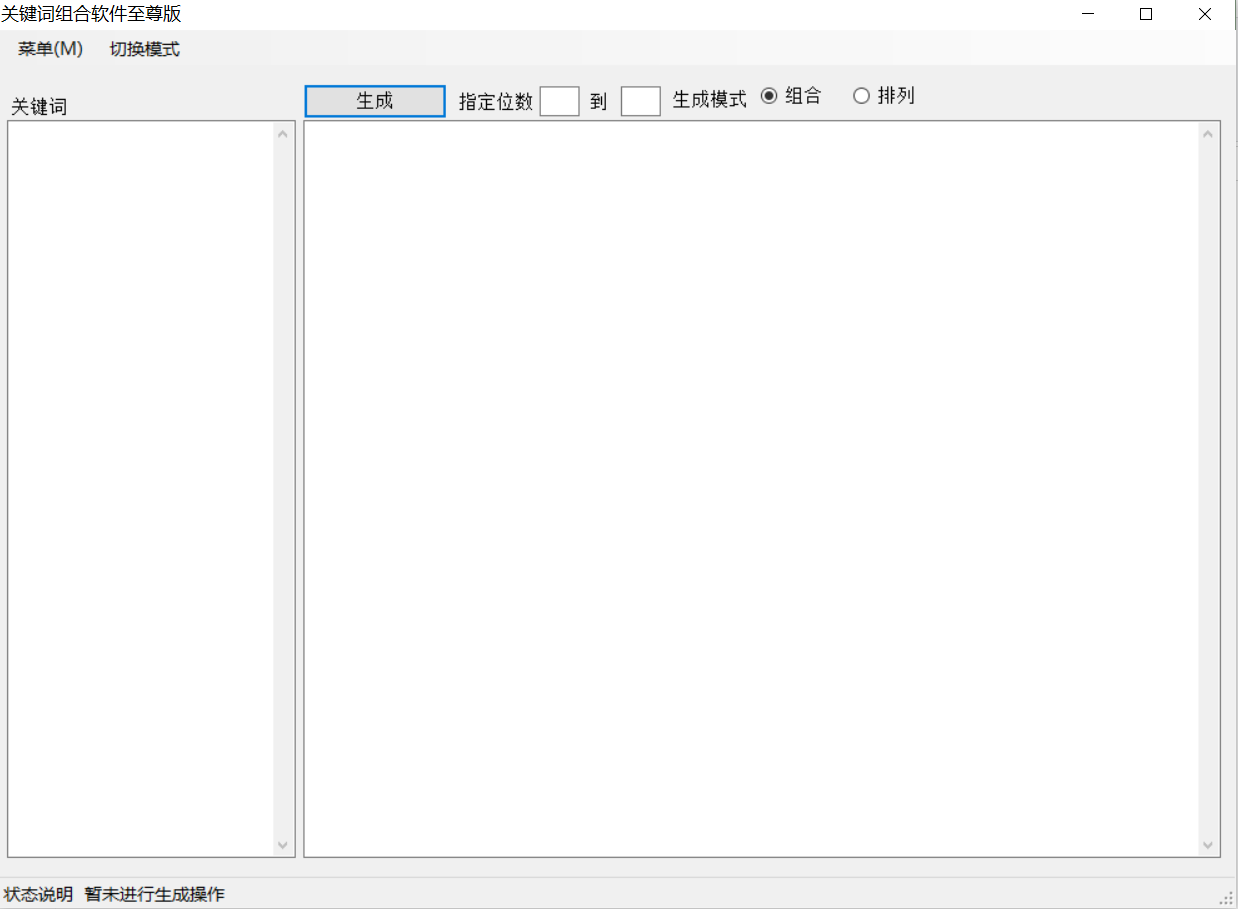 关键词组合软件至尊版
菜单(M) 切换模式
关键词
生成 指定位数 到 生成模式 组合 排列
状态说明 暂未进行生成操作